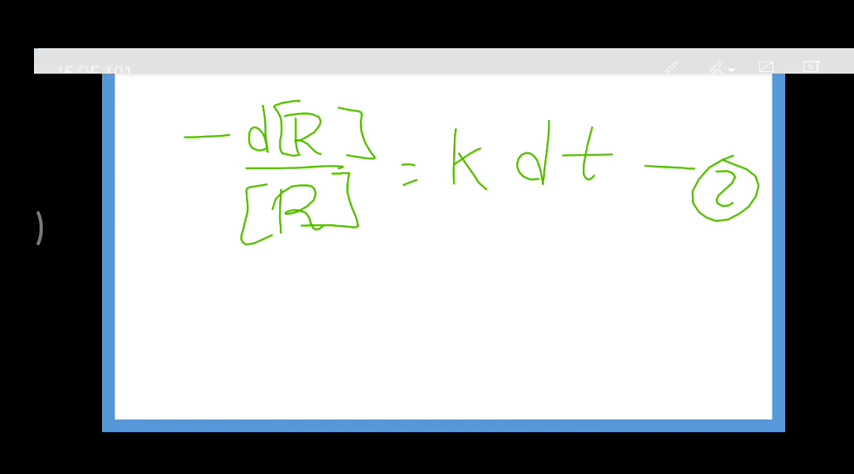 - d[R] / [R] = k dt - ②